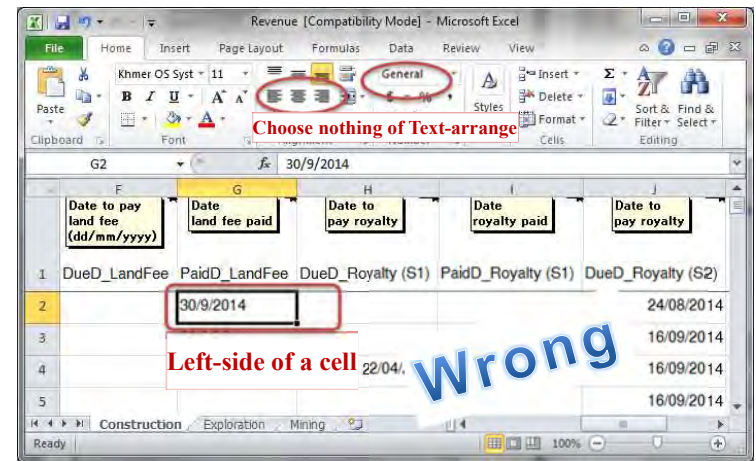 Revenue [Compatibility Mode] - Microsoft Excel
File Home Insert Page Layout Formulas Data Review View
Paste
Khmer OS Syst 11
B I U A A A
General
$ % ,
Styles
Insert
Delete
Format
Σ
Sort & Filter
Find & Select
Choose nothing of Text-arrange
Clipboard Font Cells Editing
G2 fx 30/9/2014
F G H I J
Date to pay land fee (dd/mm/yyyy)
Date land fee paid
Date to pay royalty
Date royalty paid
Date to pay royalty
1 DueD_LandFee PaidD_LandFee DueD_Royalty (S1) PaidD_Royalty (S1) DueD_Royalty (S2)
2 30/9/2014 24/08/2014
3 16/09/2014
Left-side of a cell
Wrong
4 22/04/. 16/09/2014
5 16/09/2014
Construction Exploration Mining
Ready 100%